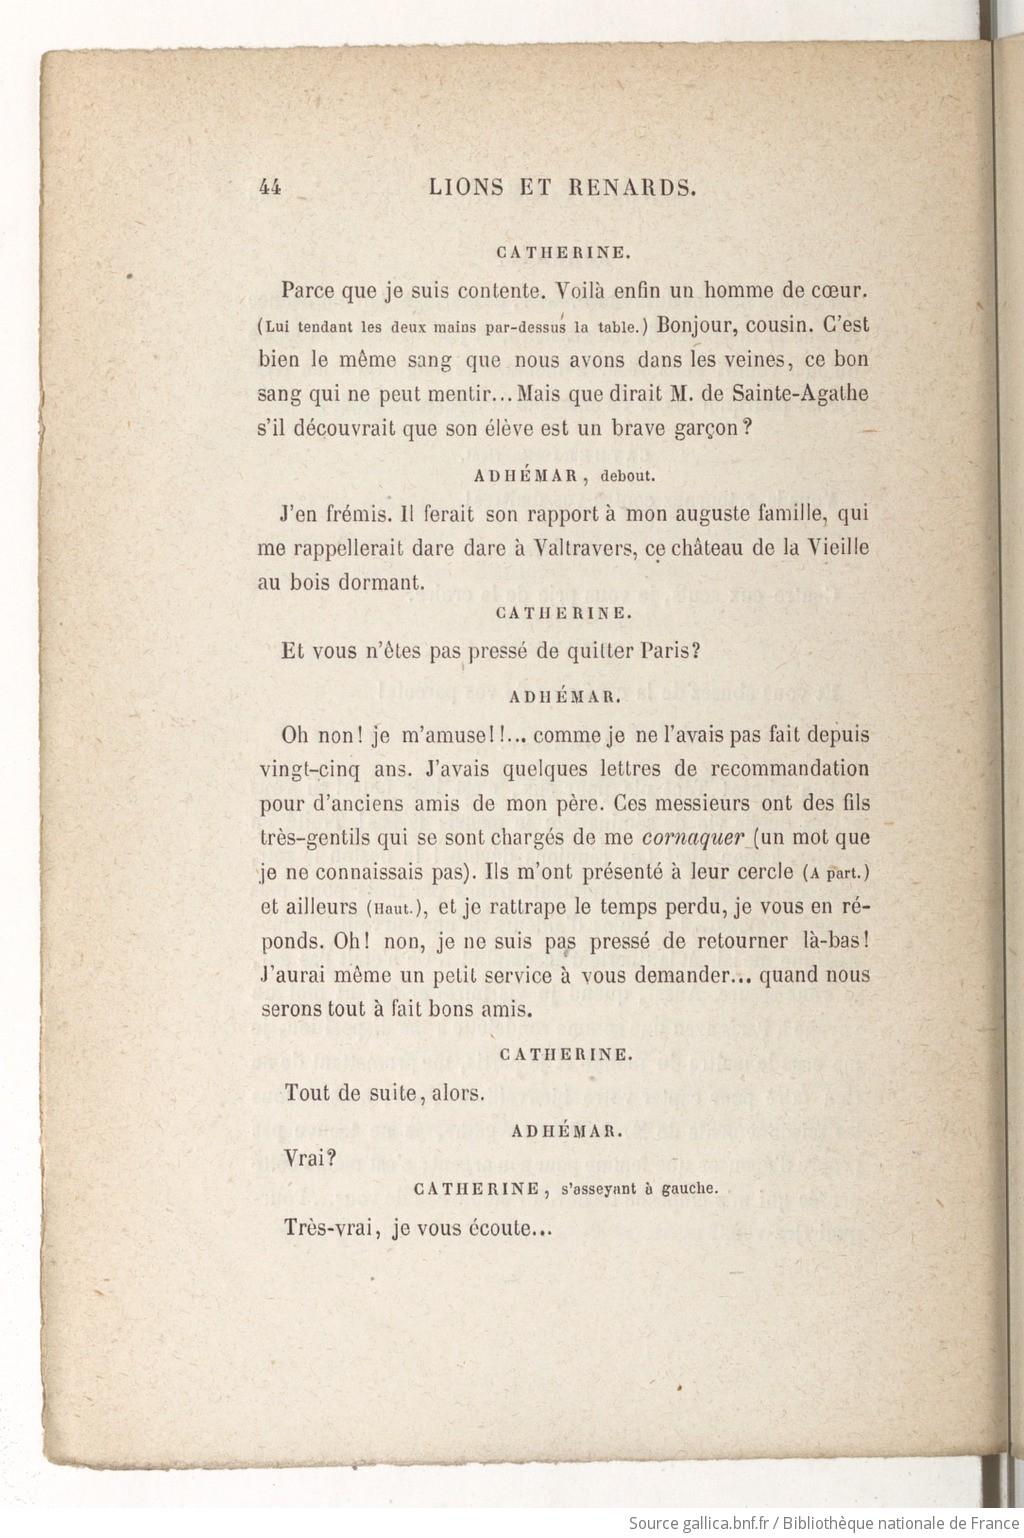 44 LIONS ET RENARDS.
CATHERINE.
Parce que je suis contente. Voilà enfin un homme de cœur.
(Lui tendant les deux mains par-dessus la table.) Bonjour, cousin. C'est
bien le même sang que nous avons dans les veines, ce bon
sang qui ne peut mentir... Mais que dirait M. de Sainte-Agathe
s'il découvrait que son élève est un brave garçon?
ADHÉMAR, debout.
J'en frémis. Il ferait son rapport à mon auguste famille, qui
me rappellerait dare dare à Valtravers, ce château de la Vieille
au bois dormant.
CATHERINE.
Et vous n'êtes pas pressé de quitter Paris?
ADHÉMAR.
Oh non! je m'amuse!!... comme je ne l'avais pas fait depuis
vingt-cinq ans. J'avais quelques lettres de recommandation
pour d'anciens amis de mon père. Ces messieurs ont des fils
très-gentils qui se sont chargés de me cornaquer (un mot que
je ne connaissais pas). Ils m'ont présenté à leur cercle (A part.)
et ailleurs (Haut.), et je rattrape le temps perdu, je vous en ré-
ponds. Oh! non, je ne suis pas pressé de retourner là-bas!
J'aurai même un petit service à vous demander... quand nous
serons tout à fait bons amis.
CATHERINE.
Tout de suite, alors.
ADHÉMAR.
Vrai?
CATHERINE, s'asseyant à gauche.
Très-vrai, je vous écoute...
Source gallica.bnf.fr / Bibliothèque nationale de France